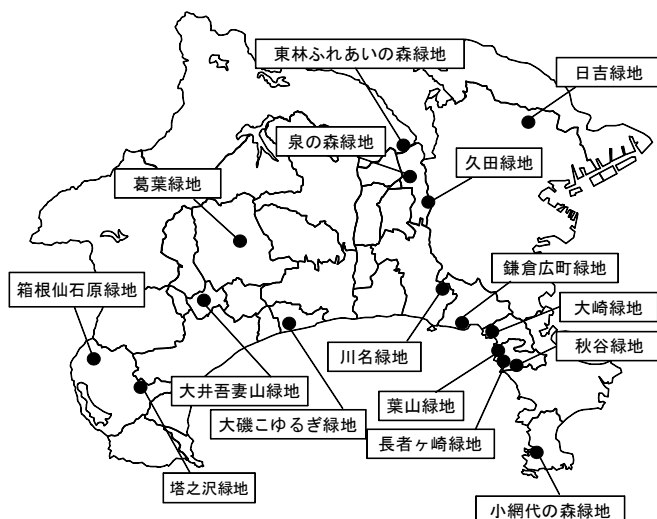 東林ふれあいの森緑地
日吉緑地
泉の森緑地
久田緑地
葛葉緑地
鎌倉広町緑地
箱根仙石原緑地
大崎緑地
川名緑地
秋谷緑地
大井吾妻山緑地
葉山緑地
大磯こゆるぎ緑地
長者ヶ崎緑地
塔之沢緑地
小網代の森緑地